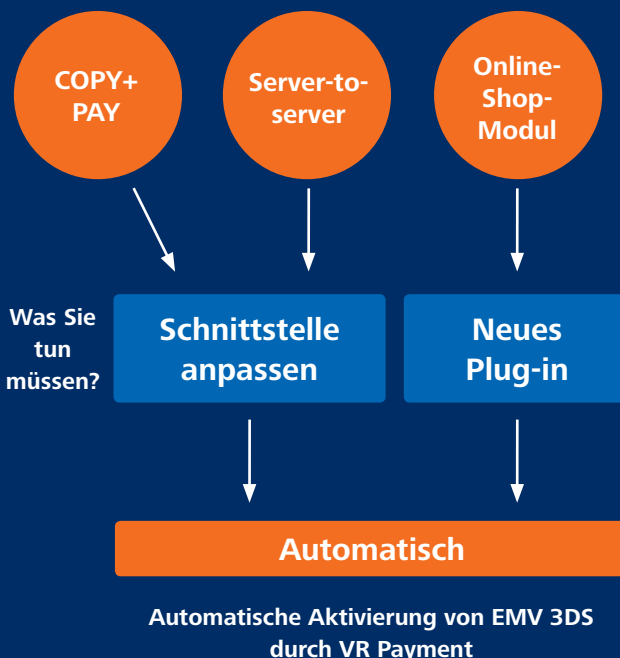 COPY+
PAY
Server-to-
server
Online-
Shop-
Modul
Was Sie
tun
müssen?
Schnittstelle
anpassen
Neues
Plug-in
Automatisch
Automatische Aktivierung von EMV 3DS
durch VR Payment